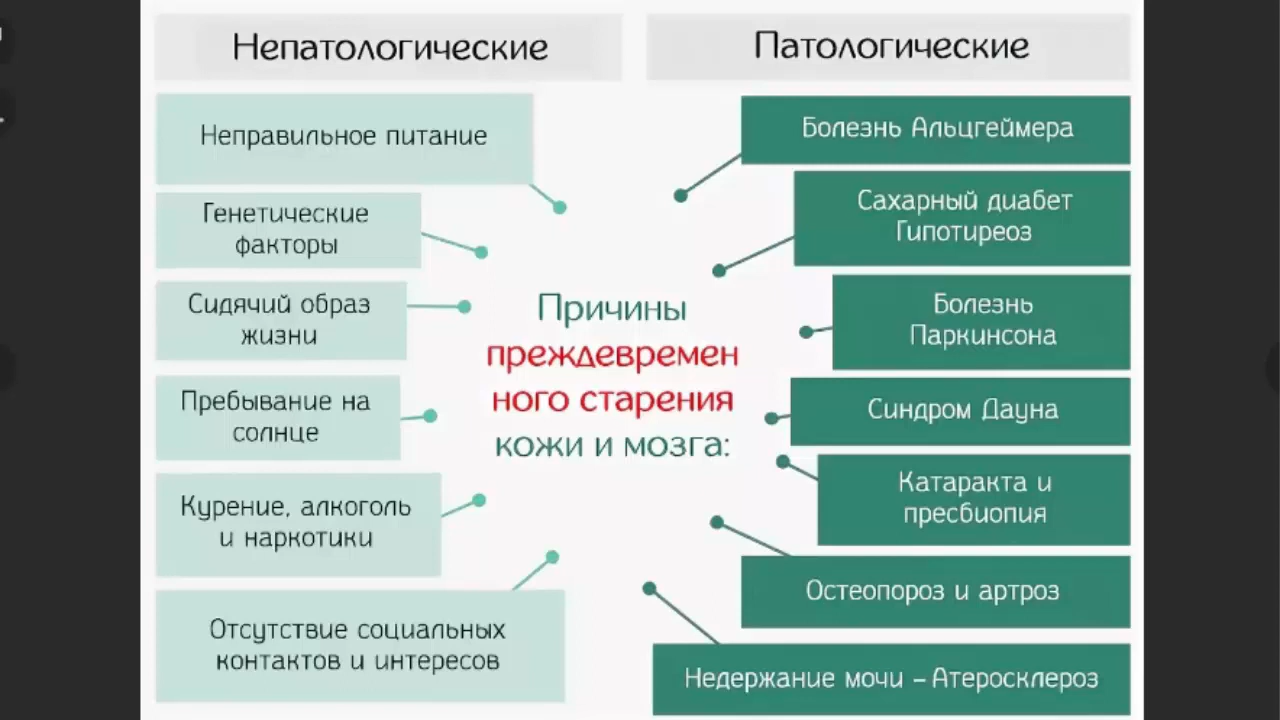 Непатологические
Патологические
Неправильное питание
Генетические
факторы
Сидячий образ
жизни
Пребывание на
солнце
Курение, алкоголь
и наркотики
Отсутствие социальных
контактов и интересов
Причины
преждевремен
ного старения
кожи и мозга:
Болезнь Альцгеймера
Сахарный диабет
Гипотиреоз
Болезнь
Паркинсона
Синдром Дауна
Катаракта и
пресбиопия
Остеопороз и артроз
Недержание мочи – Атеросклероз